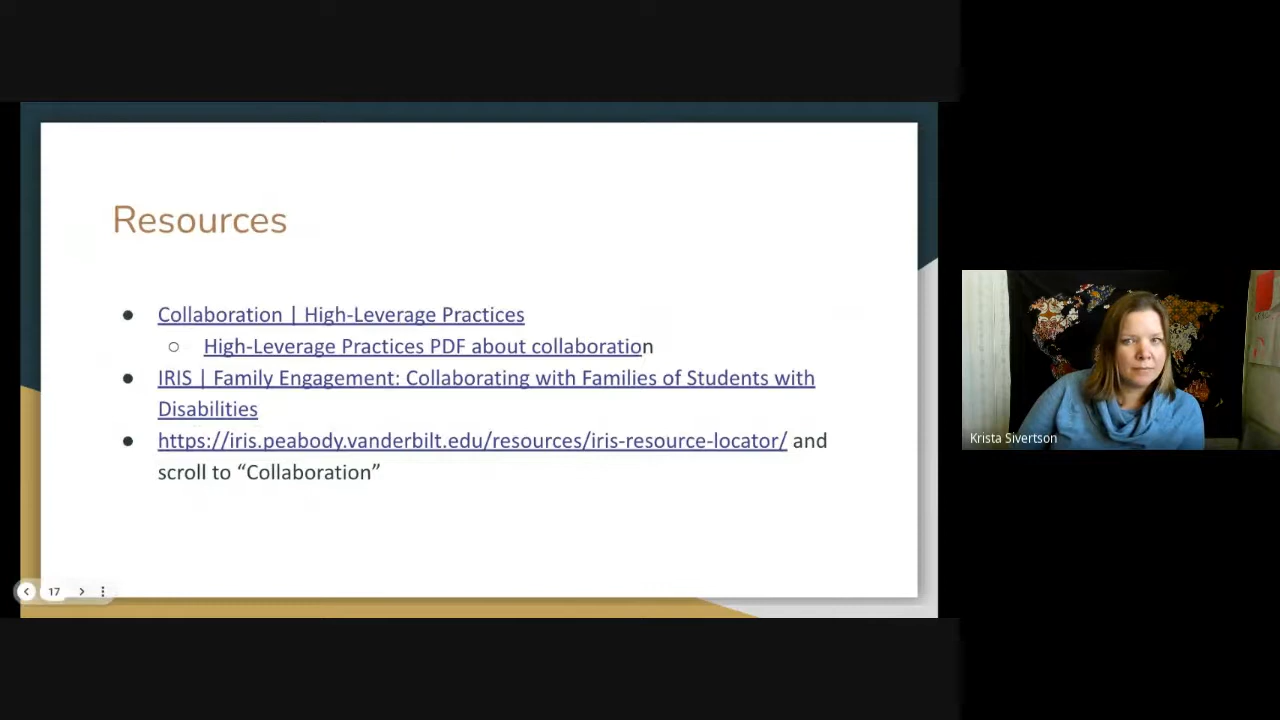 Resources
● Collaboration | High-Leverage Practices
○ High-Leverage Practices PDF about collaboration
● IRIS | Family Engagement: Collaborating with Families of Students with
Disabilities
● https://iris.peabody.vanderbilt.edu/resources/iris-resource-locator/ and
scroll to “Collaboration”
17
Krista Sivertson